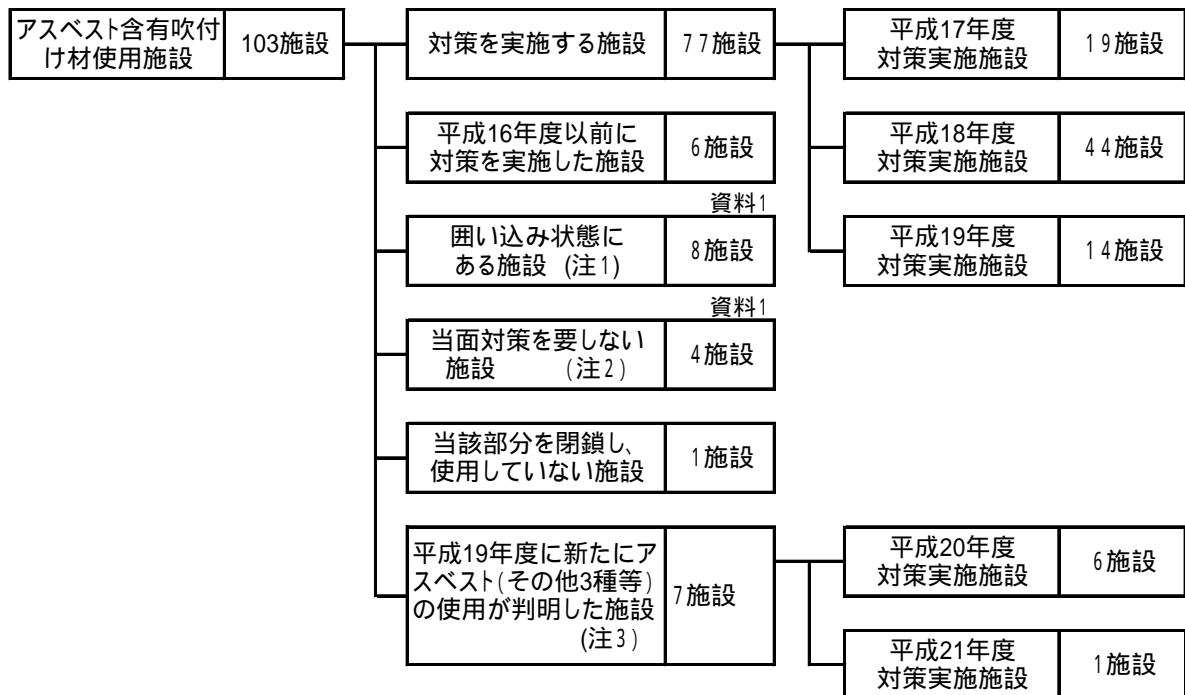 アスベスト含有吹付
け材使用施設
103施設
対策を実施する施設
77施設
平成17年度
対策実施施設
19施設
平成18年度
対策実施施設
44施設
平成19年度
対策実施施設
14施設
平成16年度以前に
対策を実施した施設
6施設
資料1
囲い込み状態に
ある施設 (注1)
8施設
資料1
当面対策を要しない
施設 (注2)
4施設
当該部分を閉鎖し、
使用していない施設
1施設
平成19年度に新たにア
スベスト(その他3種等)
の使用が判明した施設
(注3)
7施設
平成20年度
対策実施施設
6施設
平成21年度
対策実施施設
1施設